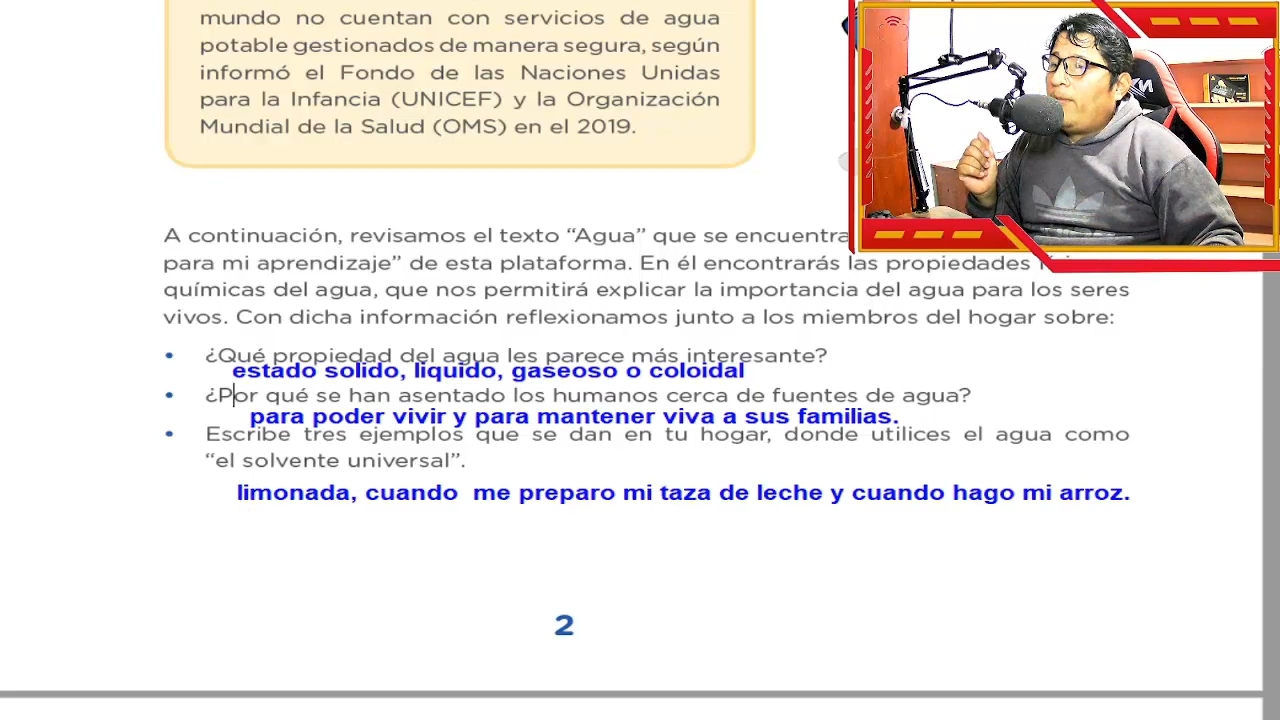 mundo no cuentan con servicios de agua
potable gestionados de manera segura, según
informó el Fondo de las Naciones Unidas
para la Infancia (UNICEF) y la Organización
Mundial de la Salud (OMS) en el 2019.
A continuación, revisamos el texto “Agua” que se encuentra
para mi aprendizaje” de esta plataforma. En él encontrarás las propiedades
químicas del agua, que nos permitirá explicar la importancia del agua para los seres
vivos. Con dicha información reflexionamos junto a los miembros del hogar sobre:
• ¿Qué propiedad del agua les parece más interesante?
estado solido, liquido, gaseoso o coloidal
• ¿Por qué se han asentado los humanos cerca de fuentes de agua?
para poder vivir y para mantener viva a sus familias.
• Escribe tres ejemplos que se dan en tu hogar, donde utilices el agua como
“el solvente universal”.
limonada, cuando me preparo mi taza de leche y cuando hago mi arroz.
2